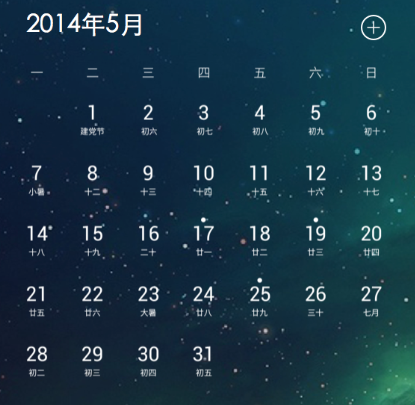 2014年5月
一 二 三 四 五 六 日
1 2 3 4 5 6
建党节 初六 初七 初八 初九 初十
7 8 9 10 11 12 13
小暑 十二 十三 十四 十五 十六 十七
14 15 16 17 18 19 20
十八 十九 二十 廿一 廿二 廿三 廿四
21 22 23 24 25 26 27
廿五 廿六 大暑 廿八 廿九 三十 七月
28 29 30 31
初二 初三 初四 初五